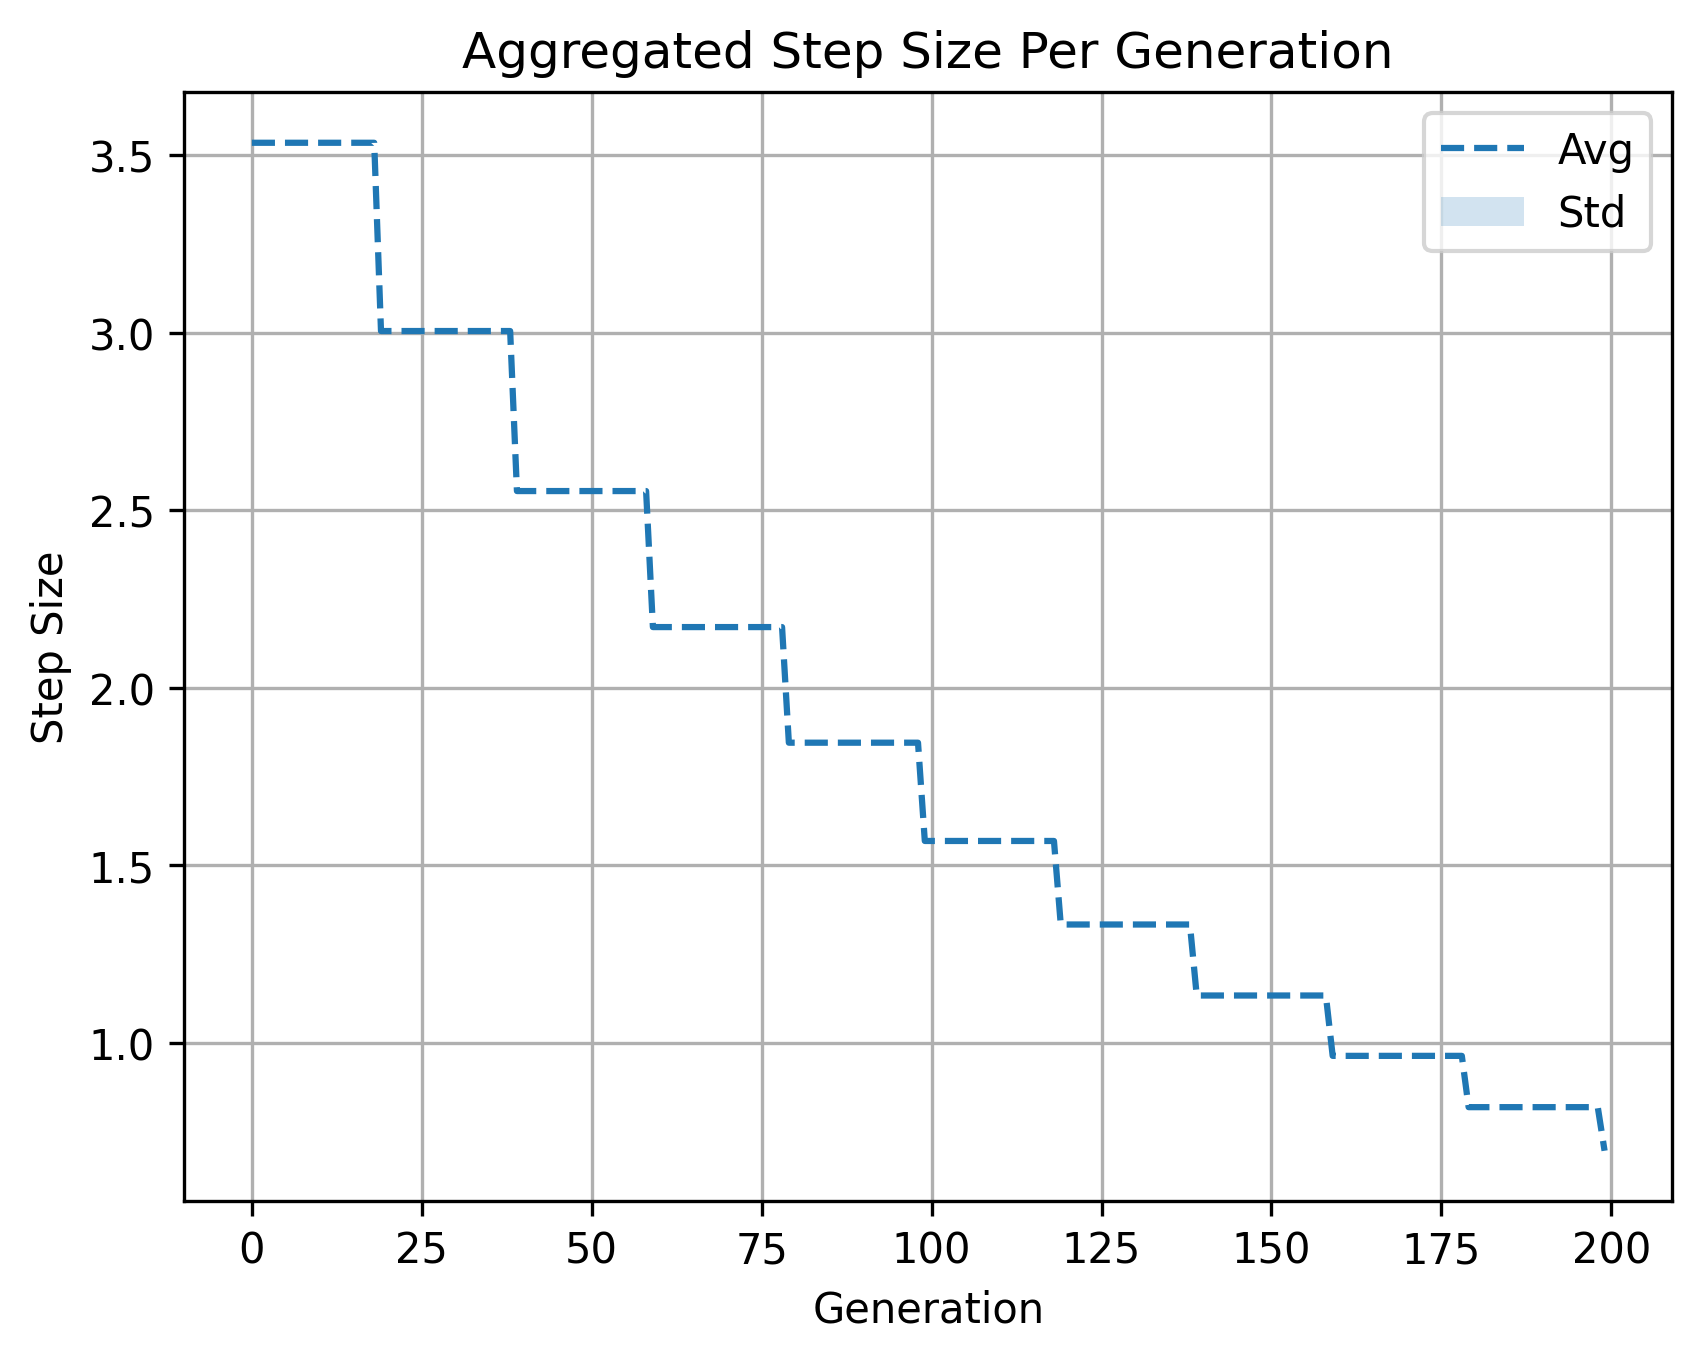 Aggregated Step Size Per Generation
Avg
Std
3.5
3.0
2.5
2.0
1.5
1.0
Step Size
0 25 50 75 100 125 150 175 200
Generation